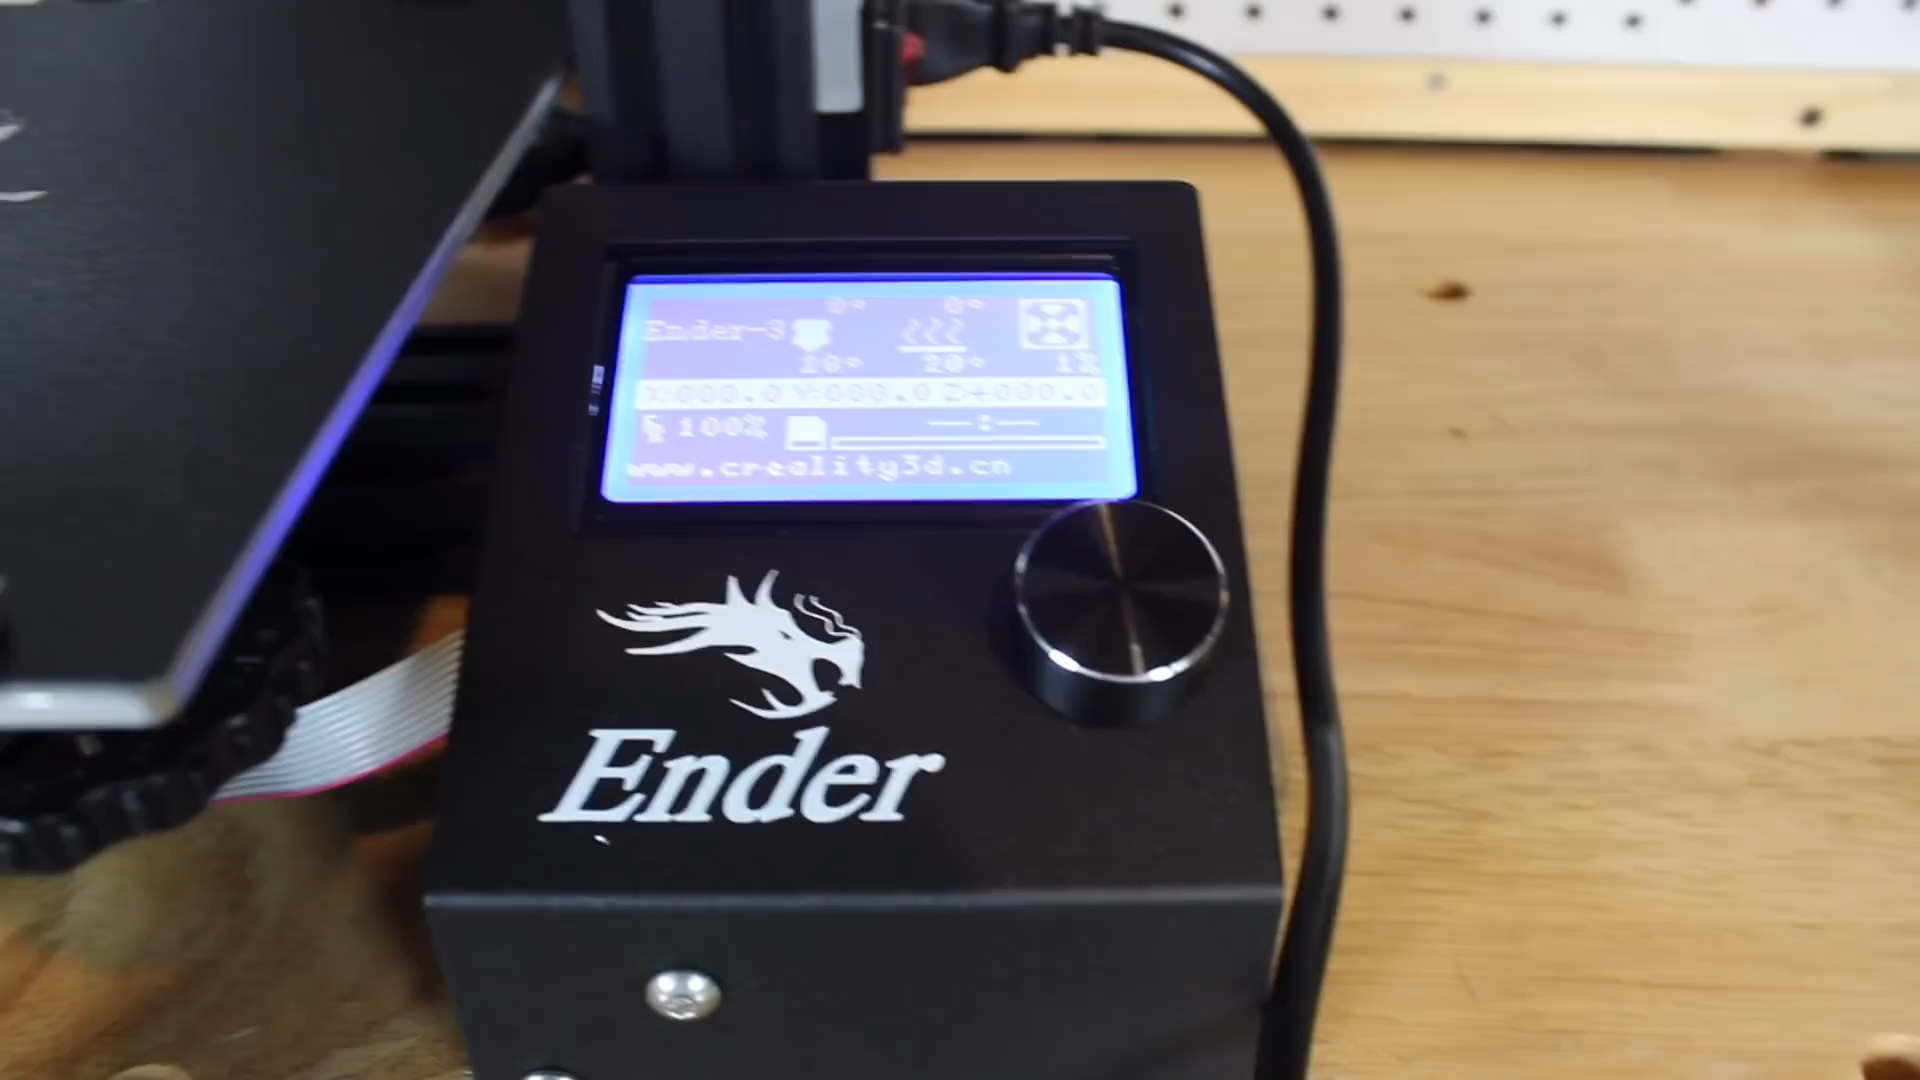 0° 0°
Ender-3
18° 20°
X:000.0 Y:000.0 Z:+000.0
100% --:--
www.creality3d.cn
Ender